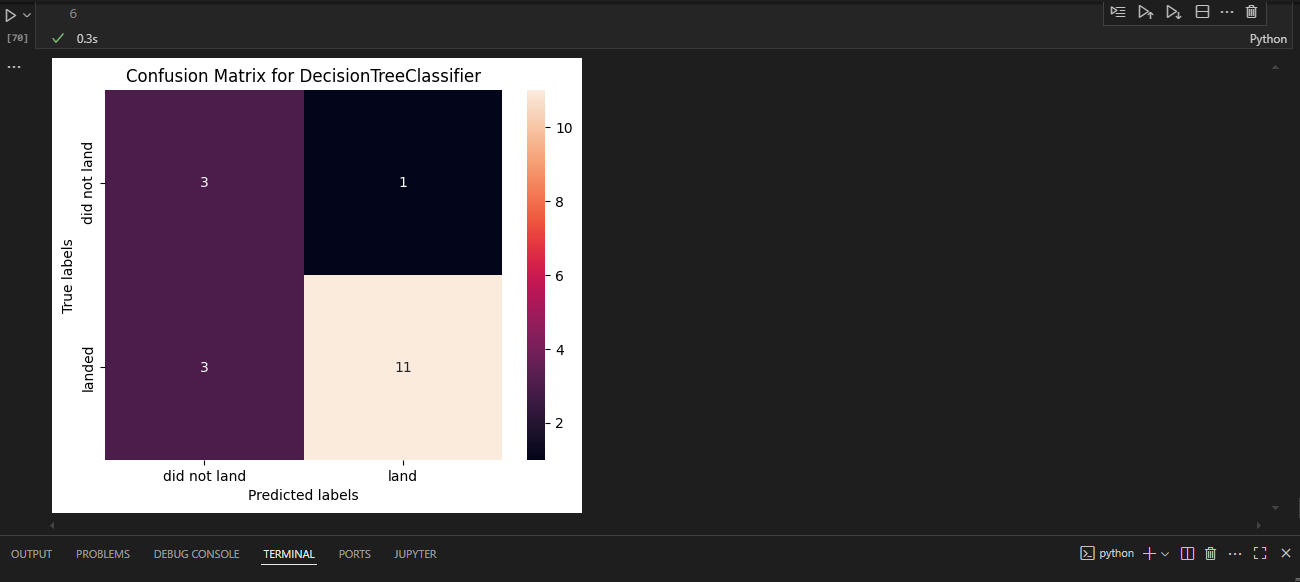 6
[70]
0.3s
Python
...
Confusion Matrix for DecisionTreeClassifier
True labels
did not land
landed
3
1
3
11
10
8
6
4
2
did not land
land
Predicted labels
OUTPUT
PROBLEMS
DEBUG CONSOLE
TERMINAL
PORTS
JUPYTER
python